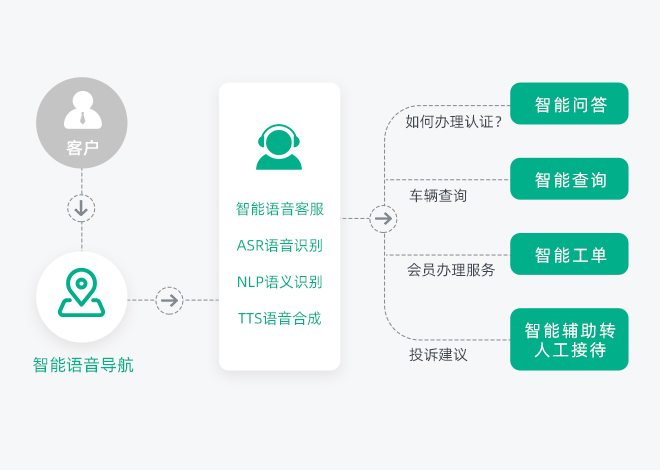 客户
智能语音导航
智能语音客服
ASR语音识别
NLP语义识别
TTS语音合成
如何办理认证?
智能问答
车辆查询
智能查询
会员办理服务
智能工单
投诉建议
智能辅助转
人工接待